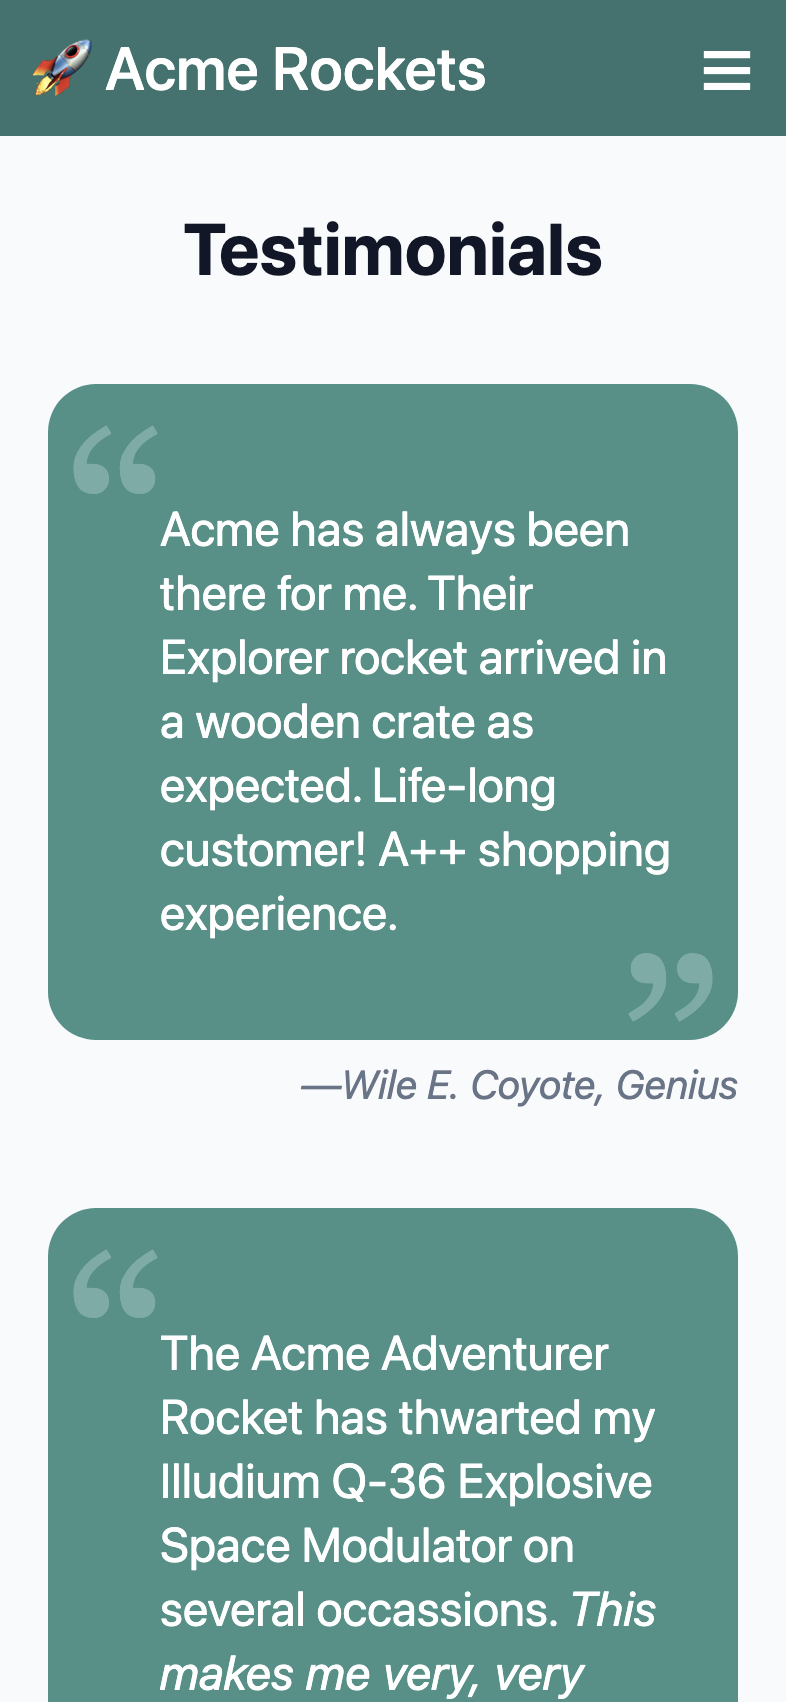 🚀 Acme Rockets
Testimonials
“
Acme has always been
there for me. Their
Explorer rocket arrived in
a wooden crate as
expected. Life-long
customer! A++ shopping
experience.
”
—Wile E. Coyote, Genius
“
The Acme Adventurer
Rocket has thwarted my
Illudium Q-36 Explosive
Space Modulator on
several occassions. This
makes me very, very